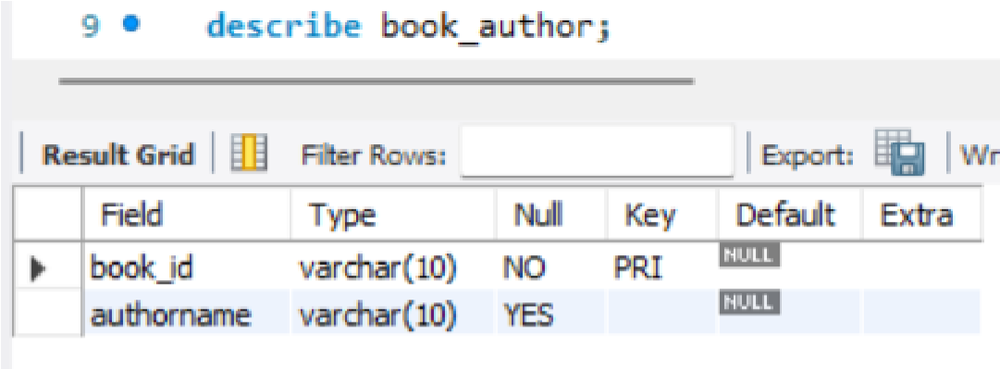 9 describe book_author;
Result Grid Filter Rows: Export: Wr
Field Type Null Key Default Extra
book_id varchar(10) NO PRI NULL
authorname varchar(10) YES NULL